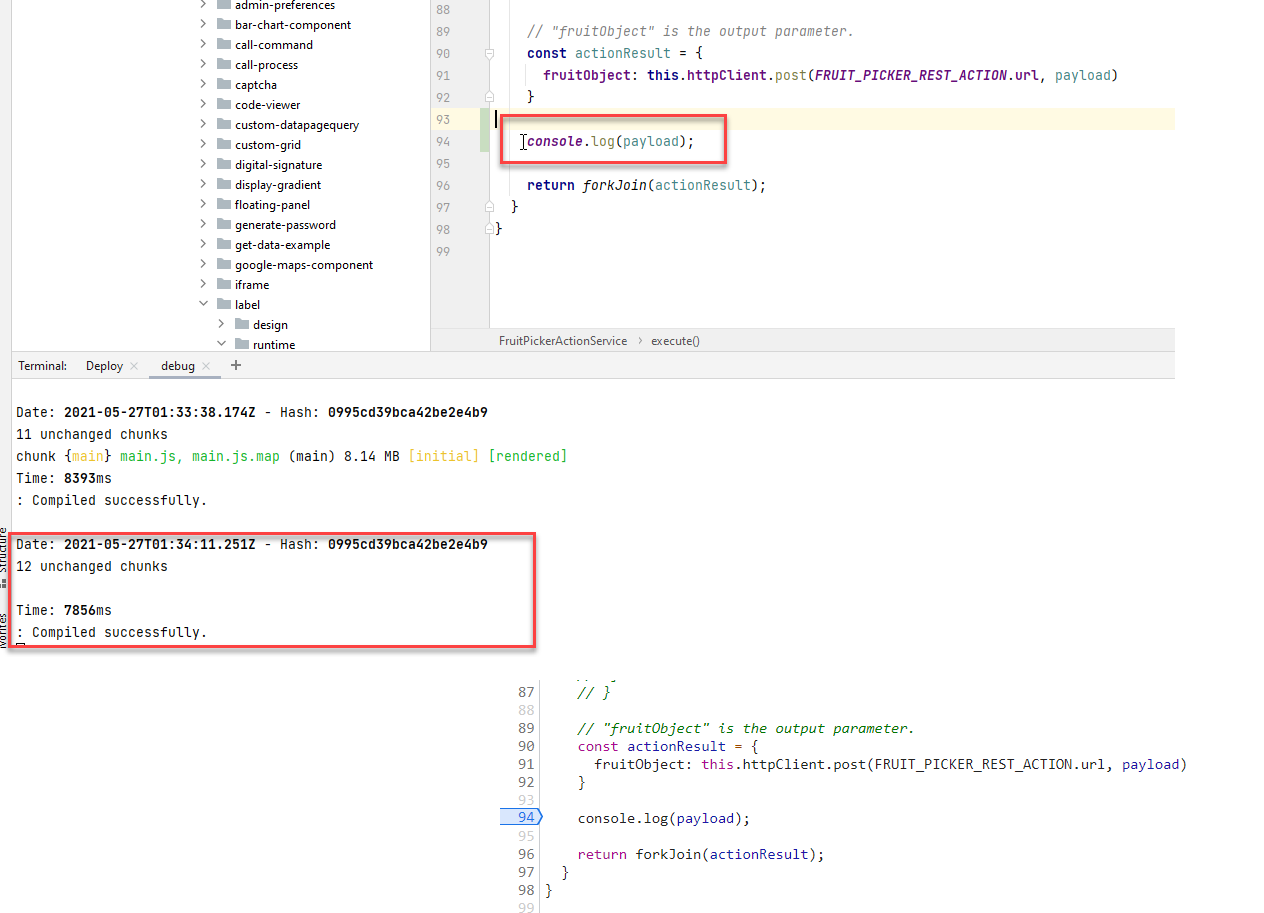 admin-preferences
bar-chart-component
call-command
call-process
captcha
code-viewer
custom-datapagequery
custom-grid
digital-signature
display-gradient
floating-panel
generate-password
get-data-example
google-maps-component
iframe
label
design
runtime
88
89 // "fruitObject" is the output parameter.
90 const actionResult = {
91 fruitObject: this.httpClient.post(FRUIT_PICKER_REST_ACTION.url, payload)
92 }
93
94 console.log(payload);
95
96 return forkJoin(actionResult);
97 }
98 }
99
FruitPickerActionService › execute()
Terminal: Deploy × debug × +
Date: 2021-05-27T01:33:38.174Z - Hash: 0995cd39bca42be2e4b9
11 unchanged chunks
chunk {main} main.js, main.js.map (main) 8.14 MB [initial] [rendered]
Time: 8393ms
: Compiled successfully.
Structure
Date: 2021-05-27T01:34:11.251Z - Hash: 0995cd39bca42be2e4b9
12 unchanged chunks
Time: 7856ms
: Compiled successfully.
87 // }
88
89 // "fruitObject" is the output parameter.
90 const actionResult = {
91 fruitObject: this.httpClient.post(FRUIT_PICKER_REST_ACTION.url, payload)
92 }
93
94 console.log(payload);
95
96 return forkJoin(actionResult);
97 }
98 }
99